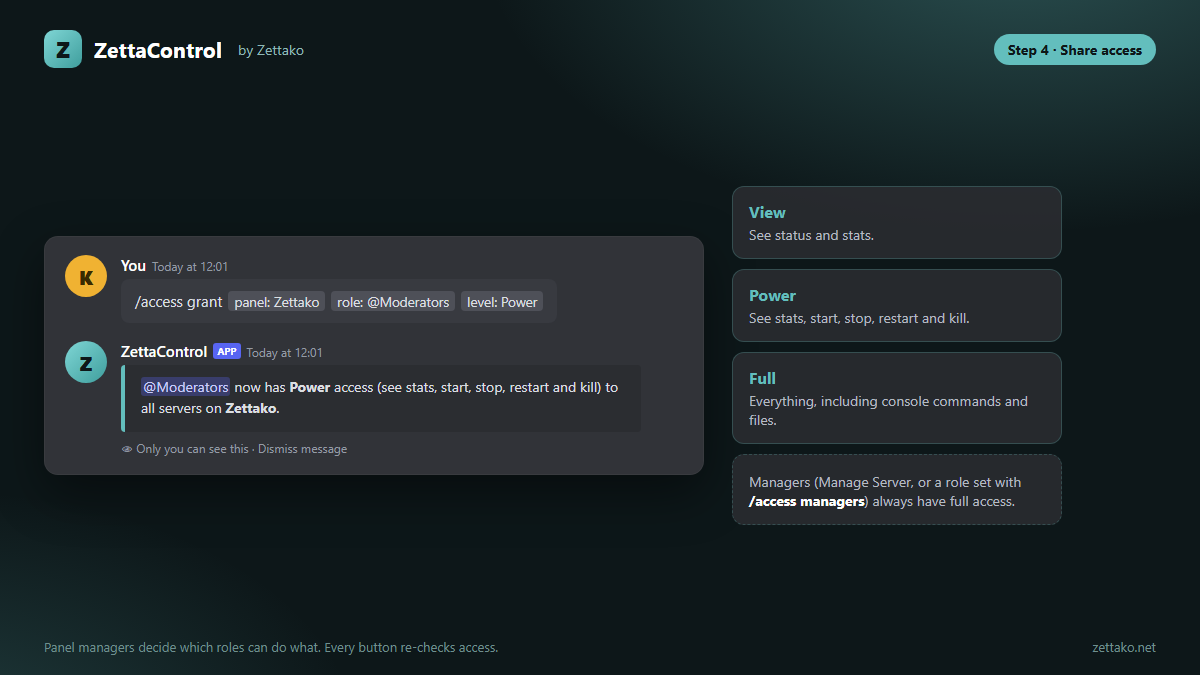 Z ZettaControl by Zettako
Step 4 · Share access
K
You Today at 12:01
/access grant panel: Zettako role: @Moderators level: Power
Z
ZettaControl APP Today at 12:01
@Moderators now has Power access (see stats, start, stop, restart and kill) to
all servers on Zettako.
Only you can see this · Dismiss message
View
See status and stats.
Power
See stats, start, stop, restart and kill.
Full
Everything, including console commands and
files.
Managers (Manage Server, or a role set with
/access managers) always have full access.
Panel managers decide which roles can do what. Every button re-checks access.
zettako.net